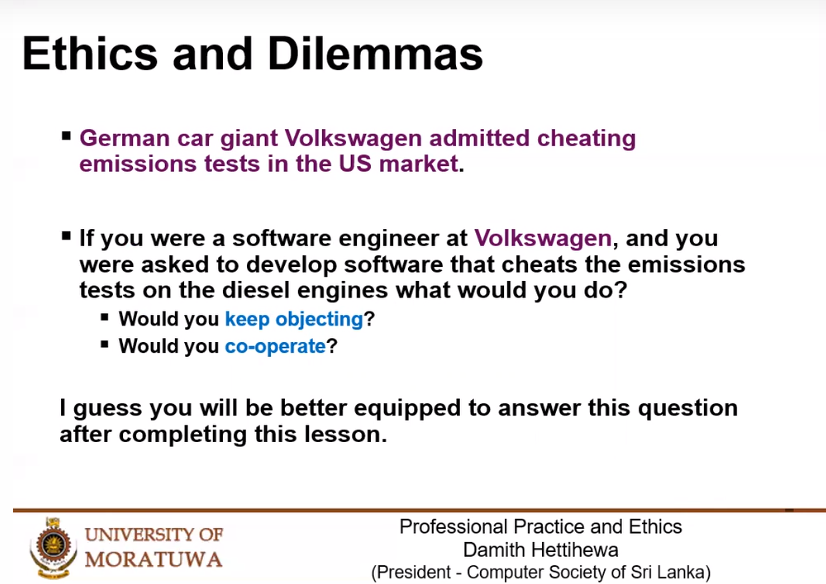 Ethics and Dilemmas
▪ German car giant Volkswagen admitted cheating
emissions tests in the US market.
▪ If you were a software engineer at Volkswagen, and you
were asked to develop software that cheats the emissions
tests on the diesel engines what would you do?
▪ Would you keep objecting?
▪ Would you co-operate?
I guess you will be better equipped to answer this question
after completing this lesson.
UNIVERSITY OF
MORATUWA
Professional Practice and Ethics
Damith Hettihewa
(President - Computer Society of Sri Lanka)